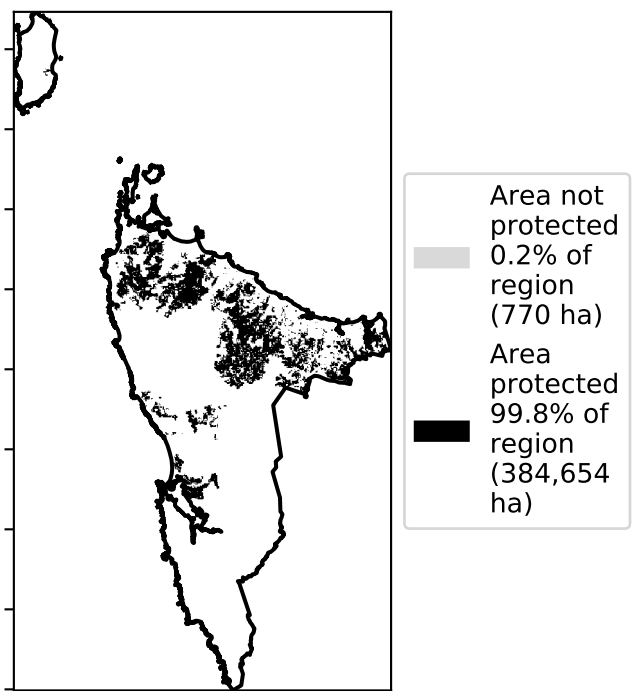 Area not
protected
0.2% of
region
(770 ha)
Area
protected
99.8% of
region
(384,654
ha)